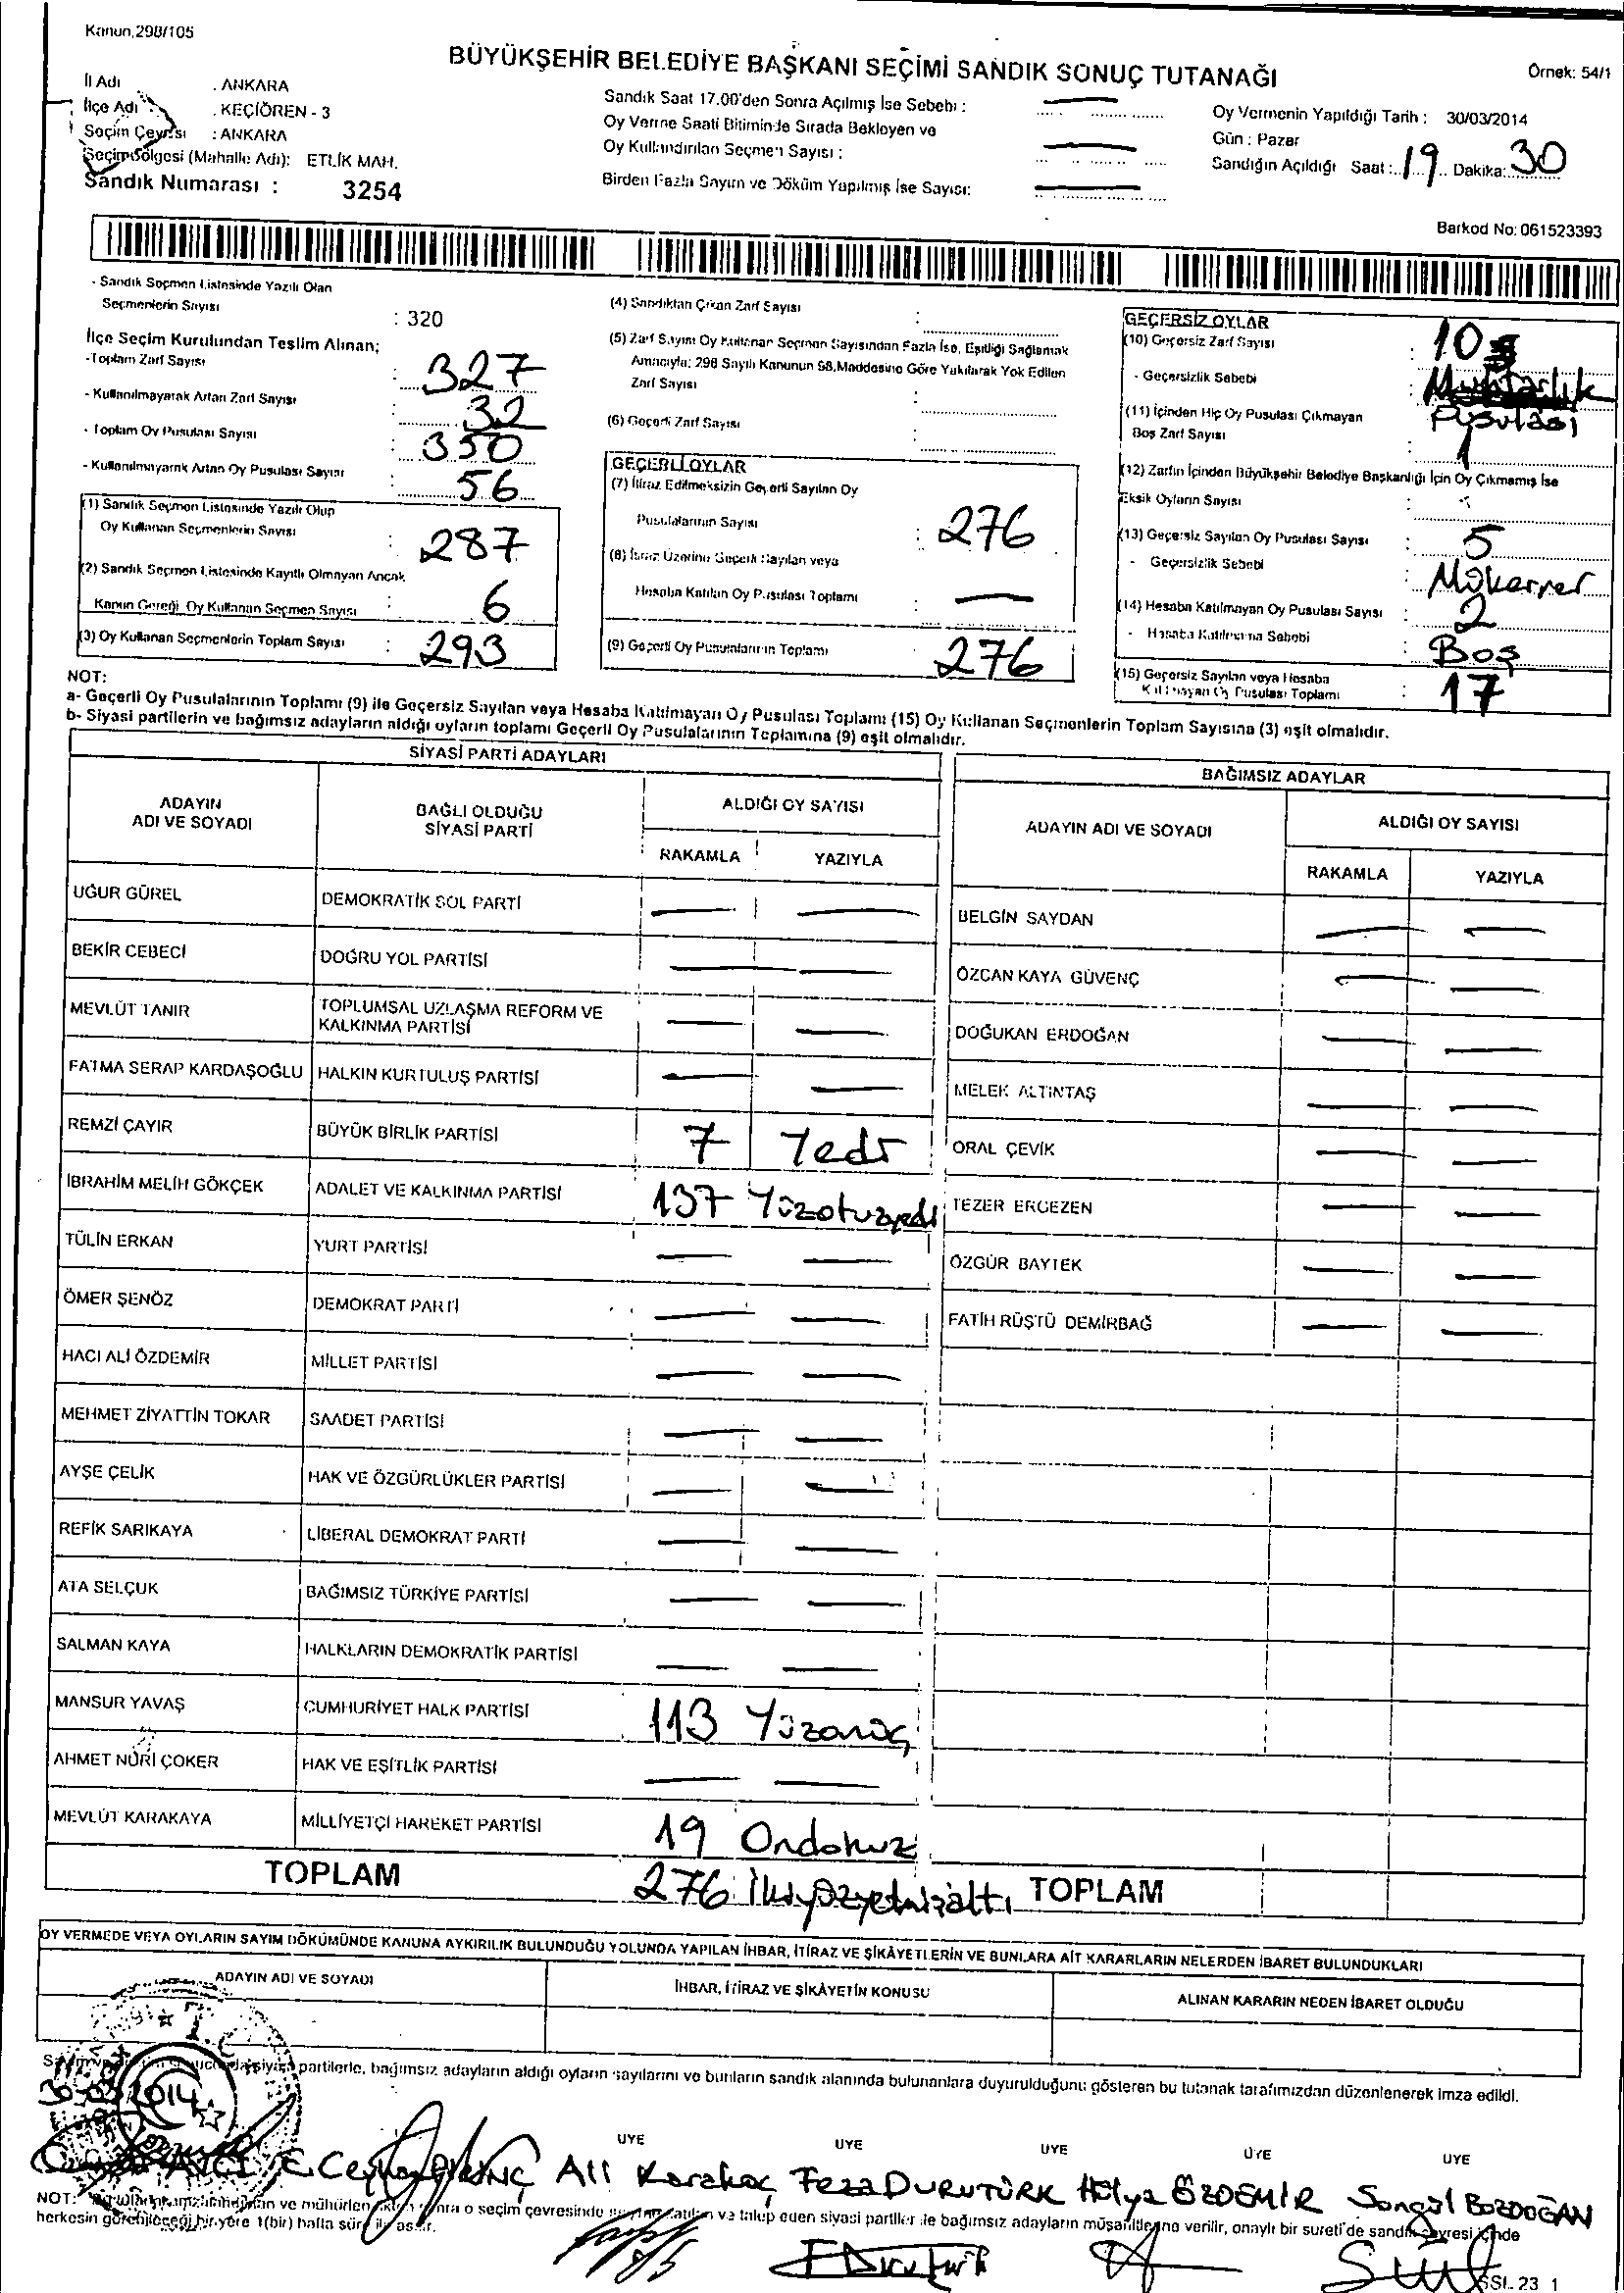 Kanun,298/105
BÜYÜKŞEHİR BELEDİYE BAŞKANI SEÇİMİ SANDIK SONUÇ TUTANAĞI
Örnek: 54/1
İl Adı : ANKARA
İlçe Adı : KEÇİÖREN - 3
Seçim Çevresi : ANKARA
Seçim Bölgesi (Mahalle Adı): ETLİK MAH.
Sandık Numarası : 3254
Sandık Saat 17.00'den Sonra Açılmış İse Sebebi : —
Oy Verme Saati Bitiminde Sırada Bekleyen ve
Oy Kullandırılan Seçmen Sayısı : —
Birden Fazla Sayım ve Döküm Yapılmış İse Sayısı: —
Oy Vermenin Yapıldığı Tarih : 30/03/2014
Gün : Pazar
Sandığın Açıldığı Saat : 19 Dakika: 30
Barkod No: 061523393
- Sandık Seçmen Listesinde Yazılı Olan
Seçmenlerin Sayısı : 320
İlçe Seçim Kurulundan Teslim Alınan;
-Toplam Zarf Sayısı : 327
- Kullanılmayarak Artan Zarf Sayısı : 32
- Toplam Oy Pusulası Sayısı : 350
- Kullanılmayarak Artan Oy Pusulası Sayısı : 56
(1) Sandık Seçmen Listesinde Yazılı Olup
Oy Kullanan Seçmenlerin Sayısı : 287
(2) Sandık Seçmen Listesinde Kayıtlı Olmayan Ancak
Kanun Gereği Oy Kullanan Seçmen Sayısı : 6
(3) Oy Kullanan Seçmenlerin Toplam Sayısı : 293
(4) Sandıktan Çıkan Zarf Sayısı :
(5) Zarf Sayını Oy Kullanan Seçmen Sayısından Fazla İse, Eşitliği Sağlamak
Amacıyla; 298 Sayılı Kanunun 98.Maddesine Göre Yakılarak Yok Edilen
Zarf Sayısı :
(6) Geçerli Zarf Sayısı :
GEÇERLİ OYLAR
(7) İtiraz Edilmeksizin Geçerli Sayılan Oy
Pusulalarının Sayısı : 276
(8) İtiraz Üzerine Geçerli Sayılan veya
Hesaba Katılan Oy Pusulası Toplamı : —
(9) Geçerli Oy Pusulalarının Toplamı : 276
GEÇERSİZ OYLAR
(10) Geçersiz Zarf Sayısı : 10
- Geçersizlik Sebebi : Muhtarlık
Pusulası
(11) İçinden Hiç Oy Pusulası Çıkmayan
Boş Zarf Sayısı :
(12) Zarfın İçinden Büyükşehir Belediye Başkanlığı İçin Oy Çıkmamış İse
Eksik Oyların Sayısı :
(13) Geçersiz Sayılan Oy Pusulası Sayısı : 5
- Geçersizlik Sebebi : Mükerrer
(14) Hesaba Katılmayan Oy Pusulası Sayısı : 2
- Hesaba Katılmama Sebebi : Boş
(15) Geçersiz Sayılan veya Hesaba
Katılmayan Oy Pusulası Toplamı : 17
NOT:
a- Geçerli Oy Pusulalarının Toplamı (9) ile Geçersiz Sayılan veya Hesaba Katılmayan Oy Pusulası Toplamı (15) Oy Kullanan Seçmenlerin Toplam Sayısına (3) eşit olmalıdır.
b- Siyasi partilerin ve bağımsız adayların aldığı oyların toplamı Geçerli Oy Pusulalarının Toplamına (9) eşit olmalıdır.
SİYASİ PARTİ ADAYLARI
ADAYIN ADI VE SOYADI BAĞLI OLDUĞU SİYASİ PARTİ ALDIĞI OY SAYISI
RAKAMLA YAZIYLA
UĞUR GÜREL DEMOKRATİK SOL PARTİ — —
BEKİR CEBECİ DOĞRU YOL PARTİSİ — —
MEVLÜT TANIR TOPLUMSAL UZLAŞMA REFORM VE KALKINMA PARTİSİ — —
FATMA SERAP KARDAŞOĞLU HALKIN KURTULUŞ PARTİSİ — —
REMZİ ÇAYIR BÜYÜK BİRLİK PARTİSİ 7 Yedi
İBRAHİM MELİH GÖKÇEK ADALET VE KALKINMA PARTİSİ 137 Yüzotuzyedi
TÜLİN ERKAN YURT PARTİSİ — —
ÖMER ŞENÖZ DEMOKRAT PARTİ — —
HACI ALİ ÖZDEMİR MİLLET PARTİSİ — —
MEHMET ZİYATTİN TOKAR SAADET PARTİSİ — —
AYŞE ÇELİK HAK VE ÖZGÜRLÜKLER PARTİSİ — —
REFİK SARIKAYA LİBERAL DEMOKRAT PARTİ — —
ATA SELÇUK BAĞIMSIZ TÜRKİYE PARTİSİ — —
SALMAN KAYA HALKLARIN DEMOKRATİK PARTİSİ — —
MANSUR YAVAŞ CUMHURİYET HALK PARTİSİ 113 Yüzonüç
AHMET NURİ ÇOKER HAK VE EŞİTLİK PARTİSİ — —
MEVLÜT KARAKAYA MİLLİYETÇİ HAREKET PARTİSİ 19 Ondokuz
TOPLAM 276 İkiyüzyetmişaltı
BAĞIMSIZ ADAYLAR
ADAYIN ADI VE SOYADI ALDIĞI OY SAYISI
RAKAMLA YAZIYLA
BELGİN SAYDAN — —
ÖZCAN KAYA GÜVENÇ — —
DOĞUKAN ERDOĞAN — —
MELEK ALTINTAŞ — —
ORAL ÇEVİK — —
TEZER ERGEZEN — —
ÖZGÜR BAYTEK — —
FATİH RÜŞTÜ DEMİRBAĞ — —
TOPLAM
OY VERMEDE VEYA OYLARIN SAYIM DÖKÜMÜNDE KANUNA AYKIRILIK BULUNDUĞU YOLUNDA YAPILAN İHBAR, İTİRAZ VE ŞİKÂYETLERİN VE BUNLARA AİT KARARLARIN NELERDEN İBARET BULUNDUKLARI
ADAYIN ADI VE SOYADI İHBAR, İTİRAZ VE ŞİKÂYETİN KONUSU ALINAN KARARIN NEDEN İBARET OLDUĞU
siyasi partilerle, bağımsız adayların aldığı oyların sayılarını ve bunların sandık alanında bulunanlara duyurulduğunu gösteren bu tutanak tarafımızdan düzenlenerek imza edildi.
30-03-2014
ÜYE ÜYE ÜYE ÜYE ÜYE
Ali Karakoç Feza DURUTÜRK Hülya ÖZDEMİR Songül BOZDOĞAN
NOT: ve mühürlendikten sonra o seçim çevresinde ve talep eden siyasi partiler ile bağımsız adayların müşahitlerine verilir, onaylı bir sureti de sandık çevresi içinde
herkesin görebileceği bir yere 1(bir) hafta süre ile asılır.
SSL 23 1